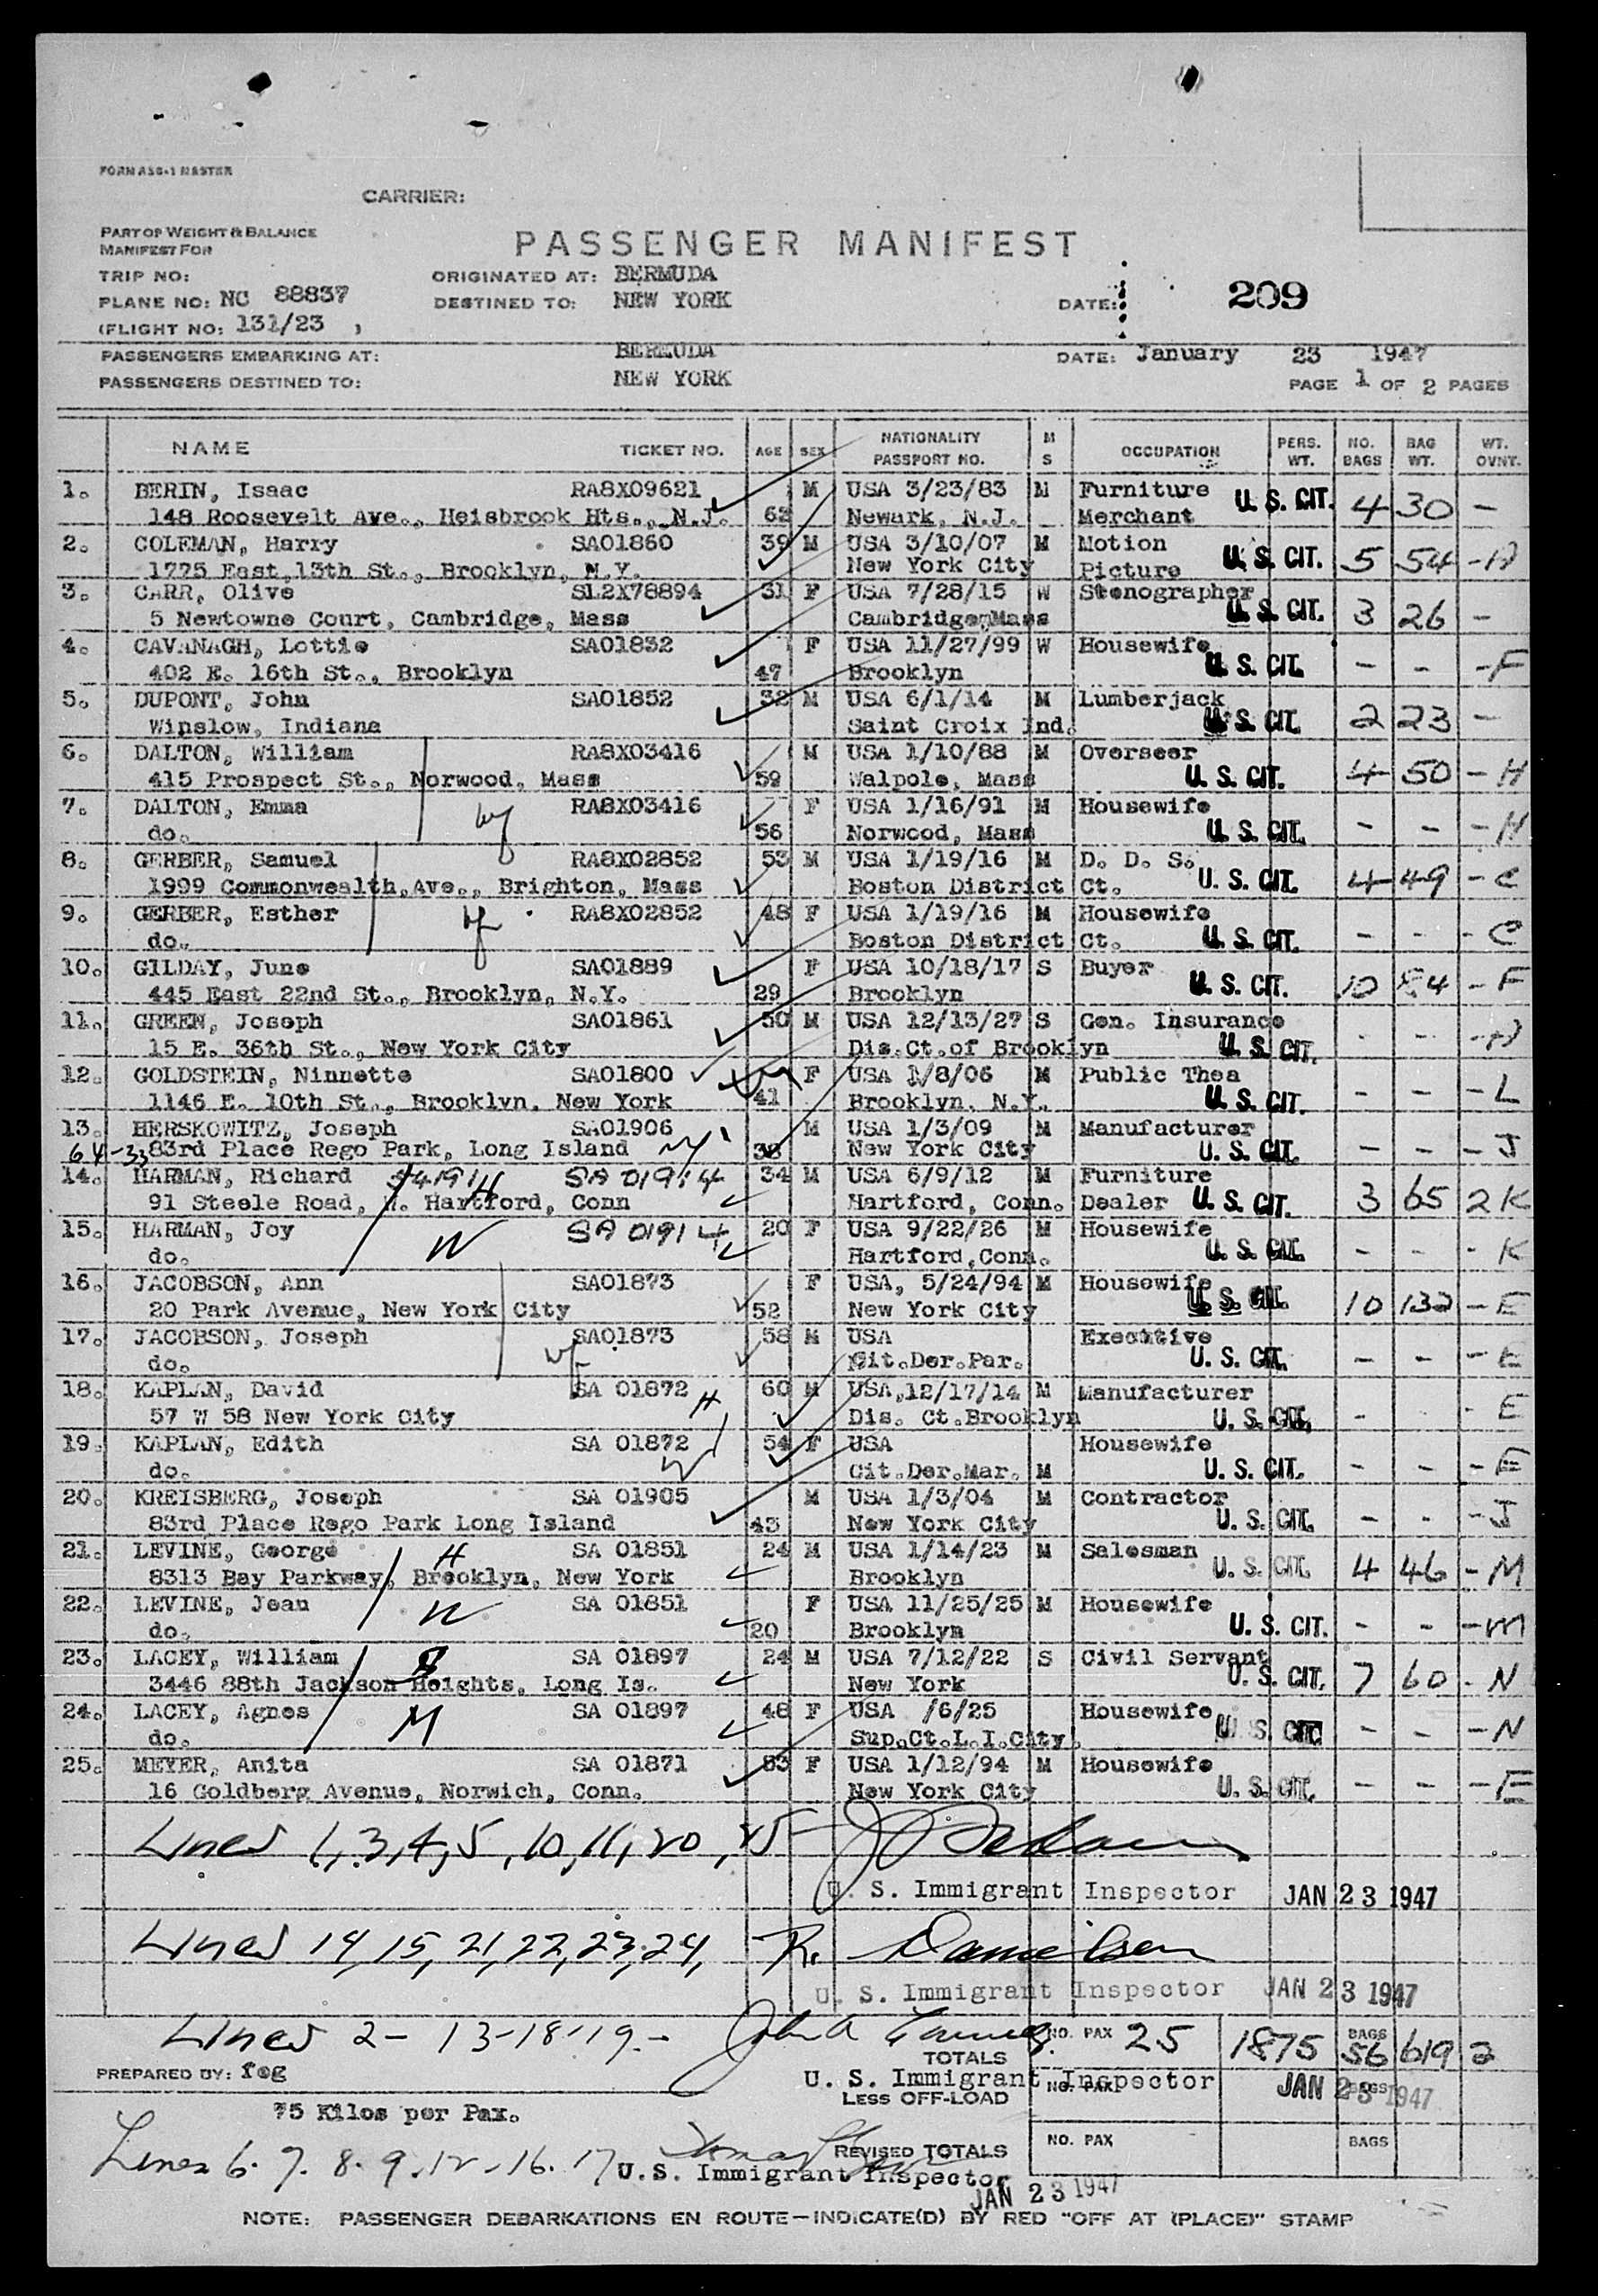 FORM ASG-1 MASTER
CARRIER:
PART OF WEIGHT & BALANCE
MANIFEST FOR
PASSENGER MANIFEST
TRIP NO: ORIGINATED AT: BERMUDA
PLANE NO: NC 88837 DESTINED TO: NEW YORK DATE: 209
(FLIGHT NO: 131/23 )
PASSENGERS EMBARKING AT: BERMUDA DATE: January 23 1947
PASSENGERS DESTINED TO: NEW YORK PAGE 1 OF 2 PAGES
NAME TICKET NO. AGE SEX NATIONALITY PASSPORT NO. M S OCCUPATION PERS. WT. NO. BAGS BAG WT. WT. OVNT.
1. BERIN, Isaac RA8X09621 M USA 3/23/83 M Furniture U. S. CIT. 4 30 -
148 Roosevelt Ave., Heisbrook Hts., N.J. 63 Newark, N.J. Merchant
2. COLEMAN, Harry SA01860 39 M USA 3/10/07 M Motion U. S. CIT. 5 54 - A
1775 East 13th St., Brooklyn, N.Y. New York City Picture
3. CARR, Olive SL2X78894 31 F USA 7/28/15 W Stenographer
5 Newtowne Court, Cambridge, Mass Cambridge Mass U. S. CIT. 3 26 -
4. CAVANAGH, Lottie SA01832 F USA 11/27/99 W Housewife
402 E. 16th St., Brooklyn 47 Brooklyn U. S. CIT. - - - F
5. DUPONT, John SA01852 32 M USA 6/1/14 M Lumberjack
Winslow, Indiana Saint Croix Ind. U. S. CIT. 2 23 -
6. DALTON, William RA8X03416 M USA 1/10/88 M Overseer
415 Prospect St., Norwood, Mass 59 Walpole, Mass U. S. CIT. 4 50 - H
7. DALTON, Emma RA8X03416 F USA 1/16/91 M Housewife
do. wf 56 Norwood, Mass U. S. CIT. - - - H
8. GERBER, Samuel RA8X02852 53 M USA 1/19/16 M D. D. S.
1999 Commonwealth Ave., Brighton, Mass Boston District Ct. U. S. CIT. 4 49 - C
9. GERBER, Esther RA8X02852 48 F USA 1/19/16 M Housewife
do. wf Boston District Ct. U. S. CIT. - - - C
10. GILDAY, June SA01889 F USA 10/18/17 S Buyer
445 East 22nd St., Brooklyn, N.Y. 29 Brooklyn U. S. CIT. 10 84 - F
11. GREEN, Joseph SA01861 50 M USA 12/13/27 S Gen. Insurance
15 E. 36th St., New York City Dis.Ct.of Brooklyn U. S. CIT. - - - A
12. GOLDSTEIN, Ninnette SA01800 F USA 1/8/06 M Public Thea
1146 E. 10th St., Brooklyn, New York 41 Brooklyn, N.Y. U. S. CIT. - - - L
13. HERSKOWITZ, Joseph SA01906 M USA 1/3/09 M Manufacturer
64-33 83rd Place Rego Park, Long Island 38 New York City U. S. CIT. - - - J
14. HARMAN, Richard SA 01914 34 M USA 6/9/12 M Furniture
91 Steele Road, W. Hartford, Conn H Hartford, Conn. Dealer U. S. CIT. 3 65 2 K
15. HARMAN, Joy SA 01914 20 F USA 9/22/26 M Housewife
do. W Hartford,Conn. U. S. CIT. - - - K
16. JACOBSON, Ann SA01873 F USA, 5/24/94 M Housewife
20 Park Avenue, New York City 52 New York City U. S. CIT. 10 132 - E
17. JACOBSON, Joseph SA01873 58 M USA Executive
do. wf Cit.Der.Par. U. S. CIT. - - - E
18. KAPLAN, David SA 01872 60 M USA,12/17/14 M Manufacturer
57 W 58 New York City H Dis. Ct.Brooklyn U. S. CIT. - E
19. KAPLAN, Edith SA 01872 54 F USA Housewife
do. W Cit.Der.Mar. M U. S. CIT. - - - E
20. KREISBERG, Joseph SA 01905 M USA 1/3/04 M Contractor
83rd Place Rego Park Long Island 43 New York City U. S. CIT. - - - J
21. LEVINE, George H SA 01851 24 M USA 1/14/23 M Salesman
8313 Bay Parkway, Brooklyn, New York Brooklyn U. S. CIT. 4 46 - M
22. LEVINE, Jean SA 01851 F USA 11/25/25 M Housewife
do. W 20 Brooklyn U. S. CIT. - - - M
23. LACEY, William SA 01897 24 M USA 7/12/22 S Civil Servant
3446 88th Jackson Heights, Long Is. New York U. S. CIT. 7 60 - N
24. LACEY, Agnes SA 01897 48 F USA /6/25 Housewife
do. M Sup.Ct.L.I.City. U. S. CIT. - - - N
25. MEYER, Anita SA 01871 53 F USA 1/12/94 M Housewife
16 Goldberg Avenue, Norwich, Conn. New York City U. S. CIT. - - - E
Lines 1, 3, 4, 5, 10, 11, 20, 25
U. S. Immigrant Inspector JAN 23 1947
Lines 14, 15, 21, 22, 23, 24, R. Danielsen
U. S. Immigrant Inspector JAN 23 1947
Lines 2- 13-18-19- John A NO. PAX 25 1875 BAGS 56 619 2
TOTALS
PREPARED BY: feg U. S. Immigrant Inspector NO. PAX JAN 23 1947 BAGS
LESS OFF-LOAD
75 Kilos per Pax.
REVISED TOTALS NO. PAX BAGS
Lines 6. 7. 8. 9. 12. -16. 17 U.S. Immigrant Inspector
JAN 23 1947
NOTE: PASSENGER DEBARKATIONS EN ROUTE—INDICATE(D) BY RED "OFF AT (PLACE)" STAMP